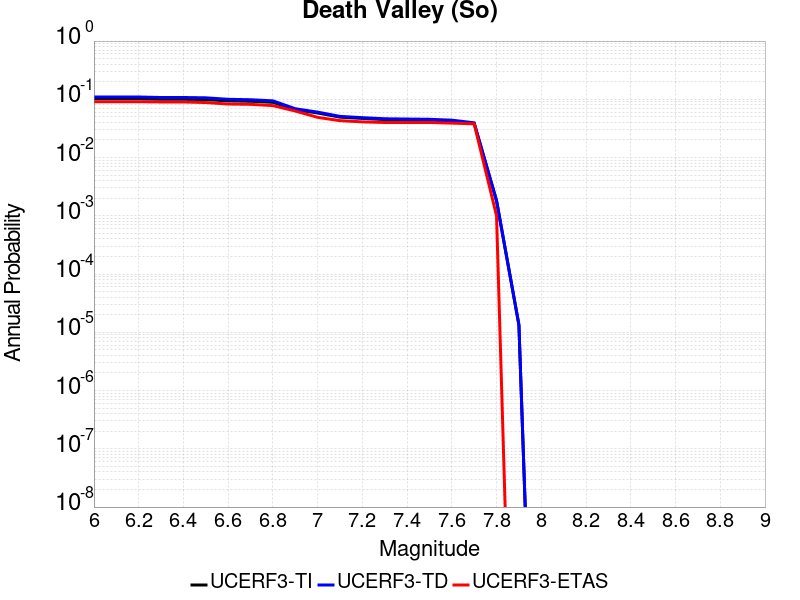 Death Valley (So)
10^0
10^-1
10^-2
10^-3
10^-4
10^-5
10^-6
10^-7
10^-8
Annual Probability
6 6.2 6.4 6.6 6.8 7 7.2 7.4 7.6 7.8 8 8.2 8.4 8.6 8.8 9
Magnitude
UCERF3-TI UCERF3-TD UCERF3-ETAS